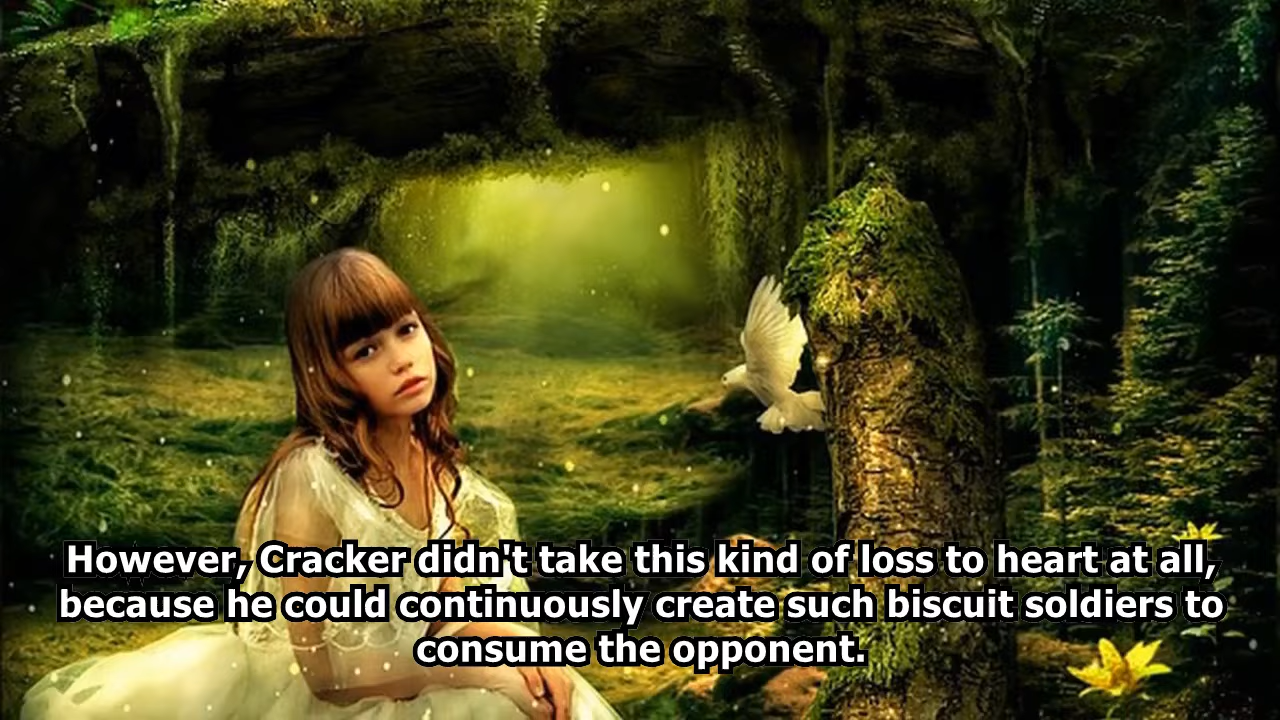 However, Cracker didn't take this kind of loss to heart at all,
because he could continuously create such biscuit soldiers to
consume the opponent.